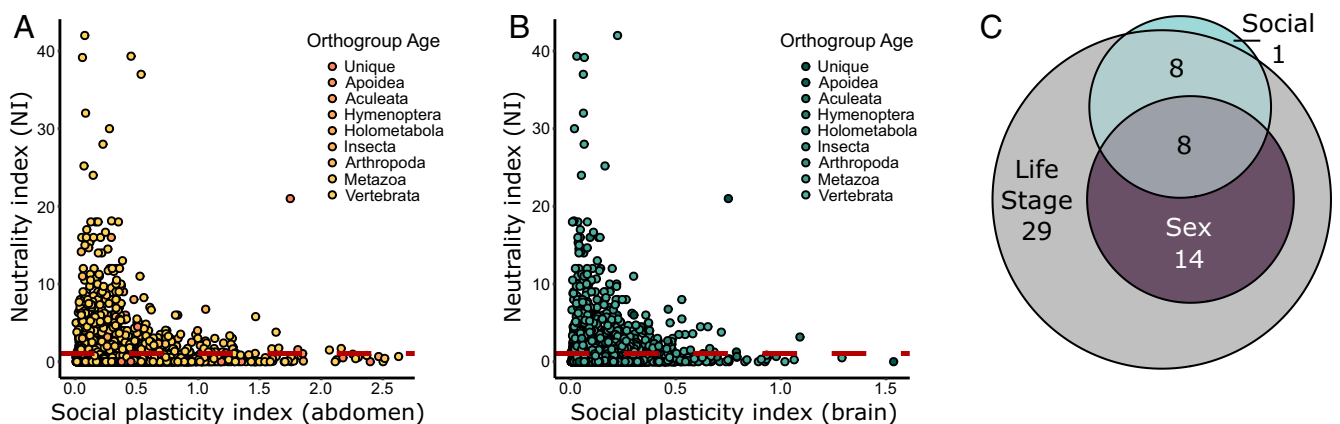 A
Neutrality index (NI)
40
30
20
10
0
0.0 0.5 1.0 1.5 2.0 2.5
Social plasticity index (abdomen)
Orthogroup Age
Unique
Apoidea
Aculeata
Hymenoptera
Holometabola
Insecta
Arthropoda
Metazoa
Vertebrata
B
Neutrality index (NI)
40
30
20
10
0
0.0 0.5 1.0 1.5
Social plasticity index (brain)
Orthogroup Age
Unique
Apoidea
Aculeata
Hymenoptera
Holometabola
Insecta
Arthropoda
Metazoa
Vertebrata
C
Social
1
8
8
Life
Stage
29
Sex
14